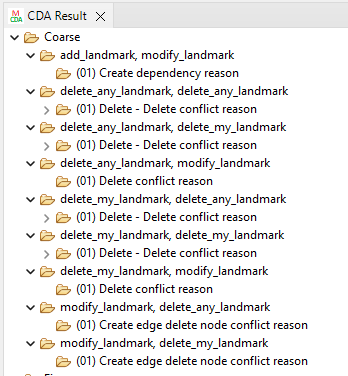 M
CDA
CDA Result
Coarse
add_landmark, modify_landmark
(01) Create dependency reason
delete_any_landmark, delete_any_landmark
(01) Delete - Delete conflict reason
delete_any_landmark, delete_my_landmark
(01) Delete - Delete conflict reason
delete_any_landmark, modify_landmark
(01) Delete conflict reason
delete_my_landmark, delete_any_landmark
(01) Delete - Delete conflict reason
delete_my_landmark, delete_my_landmark
(01) Delete - Delete conflict reason
delete_my_landmark, modify_landmark
(01) Delete conflict reason
modify_landmark, delete_any_landmark
(01) Create edge delete node conflict reason
modify_landmark, delete_my_landmark
(01) Create edge delete node conflict reason